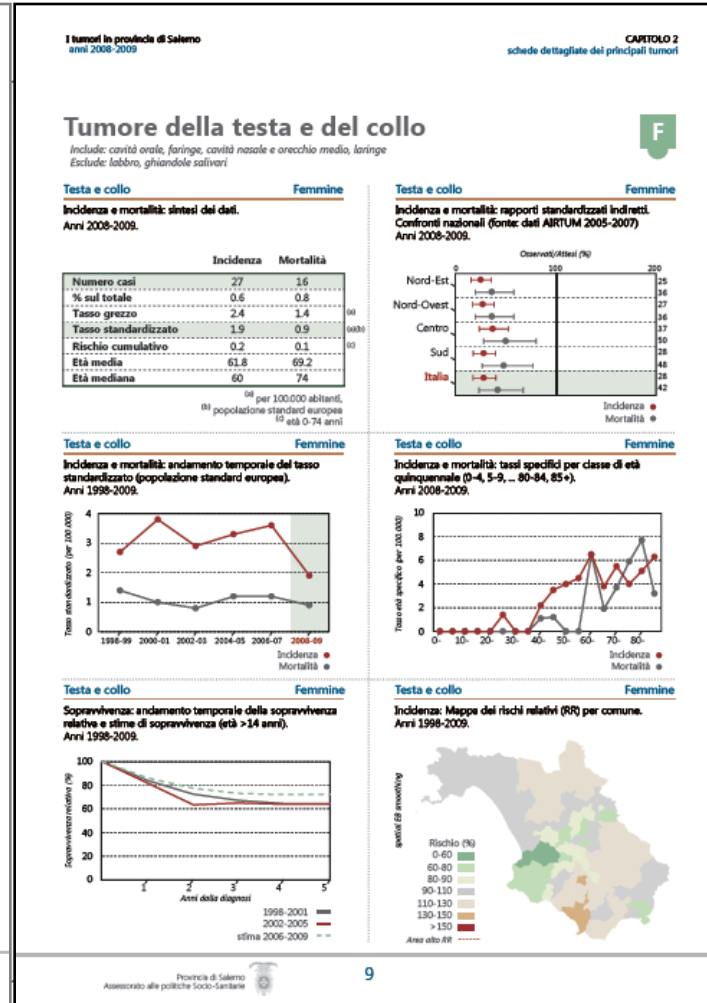 I tumori in provincia di Salerno
anni 2008-2009
CAPITOLO 2
schede dettagliate dei principali tumori
Tumore della testa e del collo
Include: cavità orale, faringe, cavità nasale e orecchio medio, laringe
Esclude: labbro, ghiandole salivari
F
Testa e collo Femmine
Incidenza e mortalità: sintesi dei dati.
Anni 2008-2009.
Incidenza Mortalità
Numero casi 27 16
% sul totale 0.6 0.8
Tasso grezzo 2.4 1.4 (a)
Tasso standardizzato 1.9 0.9 (a)(b)
Rischio cumulativo 0.2 0.1 (c)
Età media 61.8 69.2
Età mediana 60 74
(a) per 100.000 abitanti,
(b) popolazione standard europea
(c) età 0-74 anni
Testa e collo Femmine
Incidenza e mortalità: rapporti standardizzati indiretti.
Confronti nazionali (fonte: dati AIRTUM 2005-2007)
Anni 2008-2009.
Osservati/Attesi (%)
0 100 200
Nord-Est 25
36
Nord-Ovest 27
36
Centro 37
50
Sud 28
48
Italia 28
42
Incidenza
Mortalità
Testa e collo Femmine
Incidenza e mortalità: andamento temporale del tasso
standardizzato (popolazione standard europea).
Anni 1998-2009.
Tasso standardizzato (per 100.000)
4
3
2
1
0
1998-99 2000-01 2002-03 2004-05 2006-07 2008-09
Incidenza
Mortalità
Testa e collo Femmine
Incidenza e mortalità: tassi specifici per classe di età
quinquennale (0-4, 5-9, ... 80-84, 85+).
Anni 2008-2009.
Tasso età specifico (per 100.000)
10
8
6
4
2
0
0- 10- 20- 30- 40- 50- 60- 70- 80-
Incidenza
Mortalità
Testa e collo Femmine
Sopravvivenza: andamento temporale della sopravvivenza
relativa e stime di sopravvivenza (età >14 anni).
Anni 1998-2009.
Sopravvivenza relativa (%)
100
80
60
40
20
0
1 2 3 4 5
Anni dalla diagnosi
1998-2001
2002-2005
stima 2006-2009
Testa e collo Femmine
Incidenza: Mappe dei rischi relativi (RR) per comune.
Anni 1998-2009.
spatial EB smoothing
Rischio (%)
0-60
60-80
80-90
90-110
110-130
130-150
>150
Area alto RR
Provincia di Salerno
Assessorato alle politiche Socio-Sanitarie
9